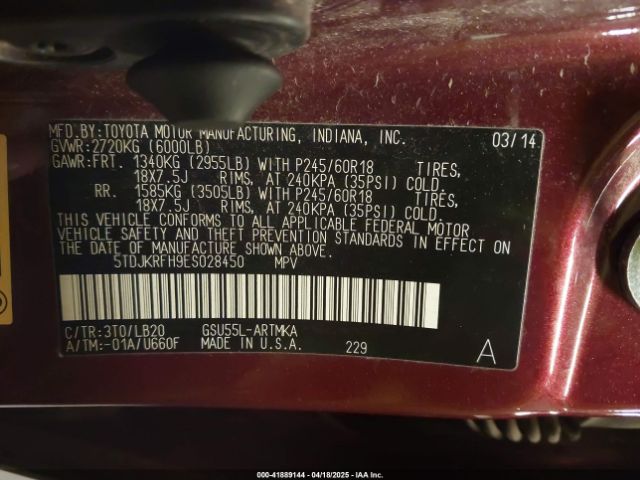 MFD.BY:TOYOTA MOTOR MANUFACTURING, INDIANA, INC. 03/14
GVWR:2720KG (6000LB)
GAWR:FRT. 1340KG (2955LB) WITH P245/60R18 TIRES,
18X7.5J RIMS, AT 240KPA (35PSI) COLD.
RR. 1585KG (3505LB) WITH P245/60R18 TIRES,
18X7.5J RIMS, AT 240KPA (35PSI) COLD.
THIS VEHICLE CONFORMS TO ALL APPLICABLE FEDERAL MOTOR
VEHICLE SAFETY AND THEFT PREVENTION STANDARDS IN EFFECT ON
THE DATE OF MANUFACTURE SHOWN ABOVE.
5TDJKRFH9ES028450 MPV
C/TR:3T0/LB20 GSU55L-ARTMKA
A/TM:-01A/U660F MADE IN U.S.A. 229 A
000-41889144 - 04/18/2025 - IAA Inc.